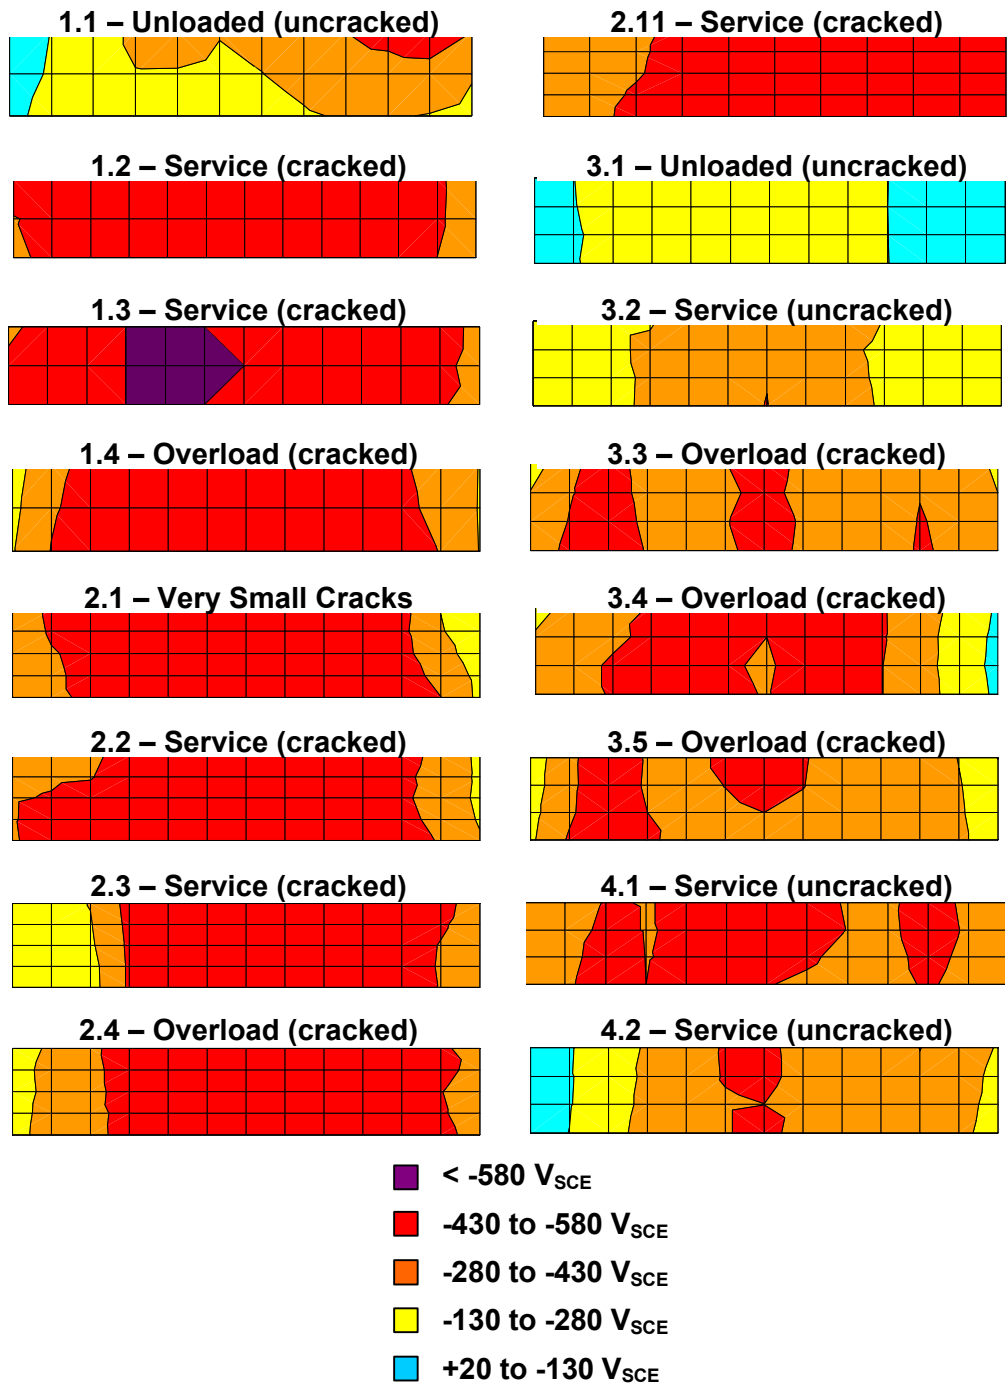 1.1 – Unloaded (uncracked)
1.2 – Service (cracked)
1.3 – Service (cracked)
1.4 – Overload (cracked)
2.1 – Very Small Cracks
2.2 – Service (cracked)
2.3 – Service (cracked)
2.4 – Overload (cracked)
2.11 – Service (cracked)
3.1 – Unloaded (uncracked)
3.2 – Service (uncracked)
3.3 – Overload (cracked)
3.4 – Overload (cracked)
3.5 – Overload (cracked)
4.1 – Service (uncracked)
4.2 – Service (uncracked)
< -580 VSCE
-430 to -580 VSCE
-280 to -430 VSCE
-130 to -280 VSCE
+20 to -130 VSCE